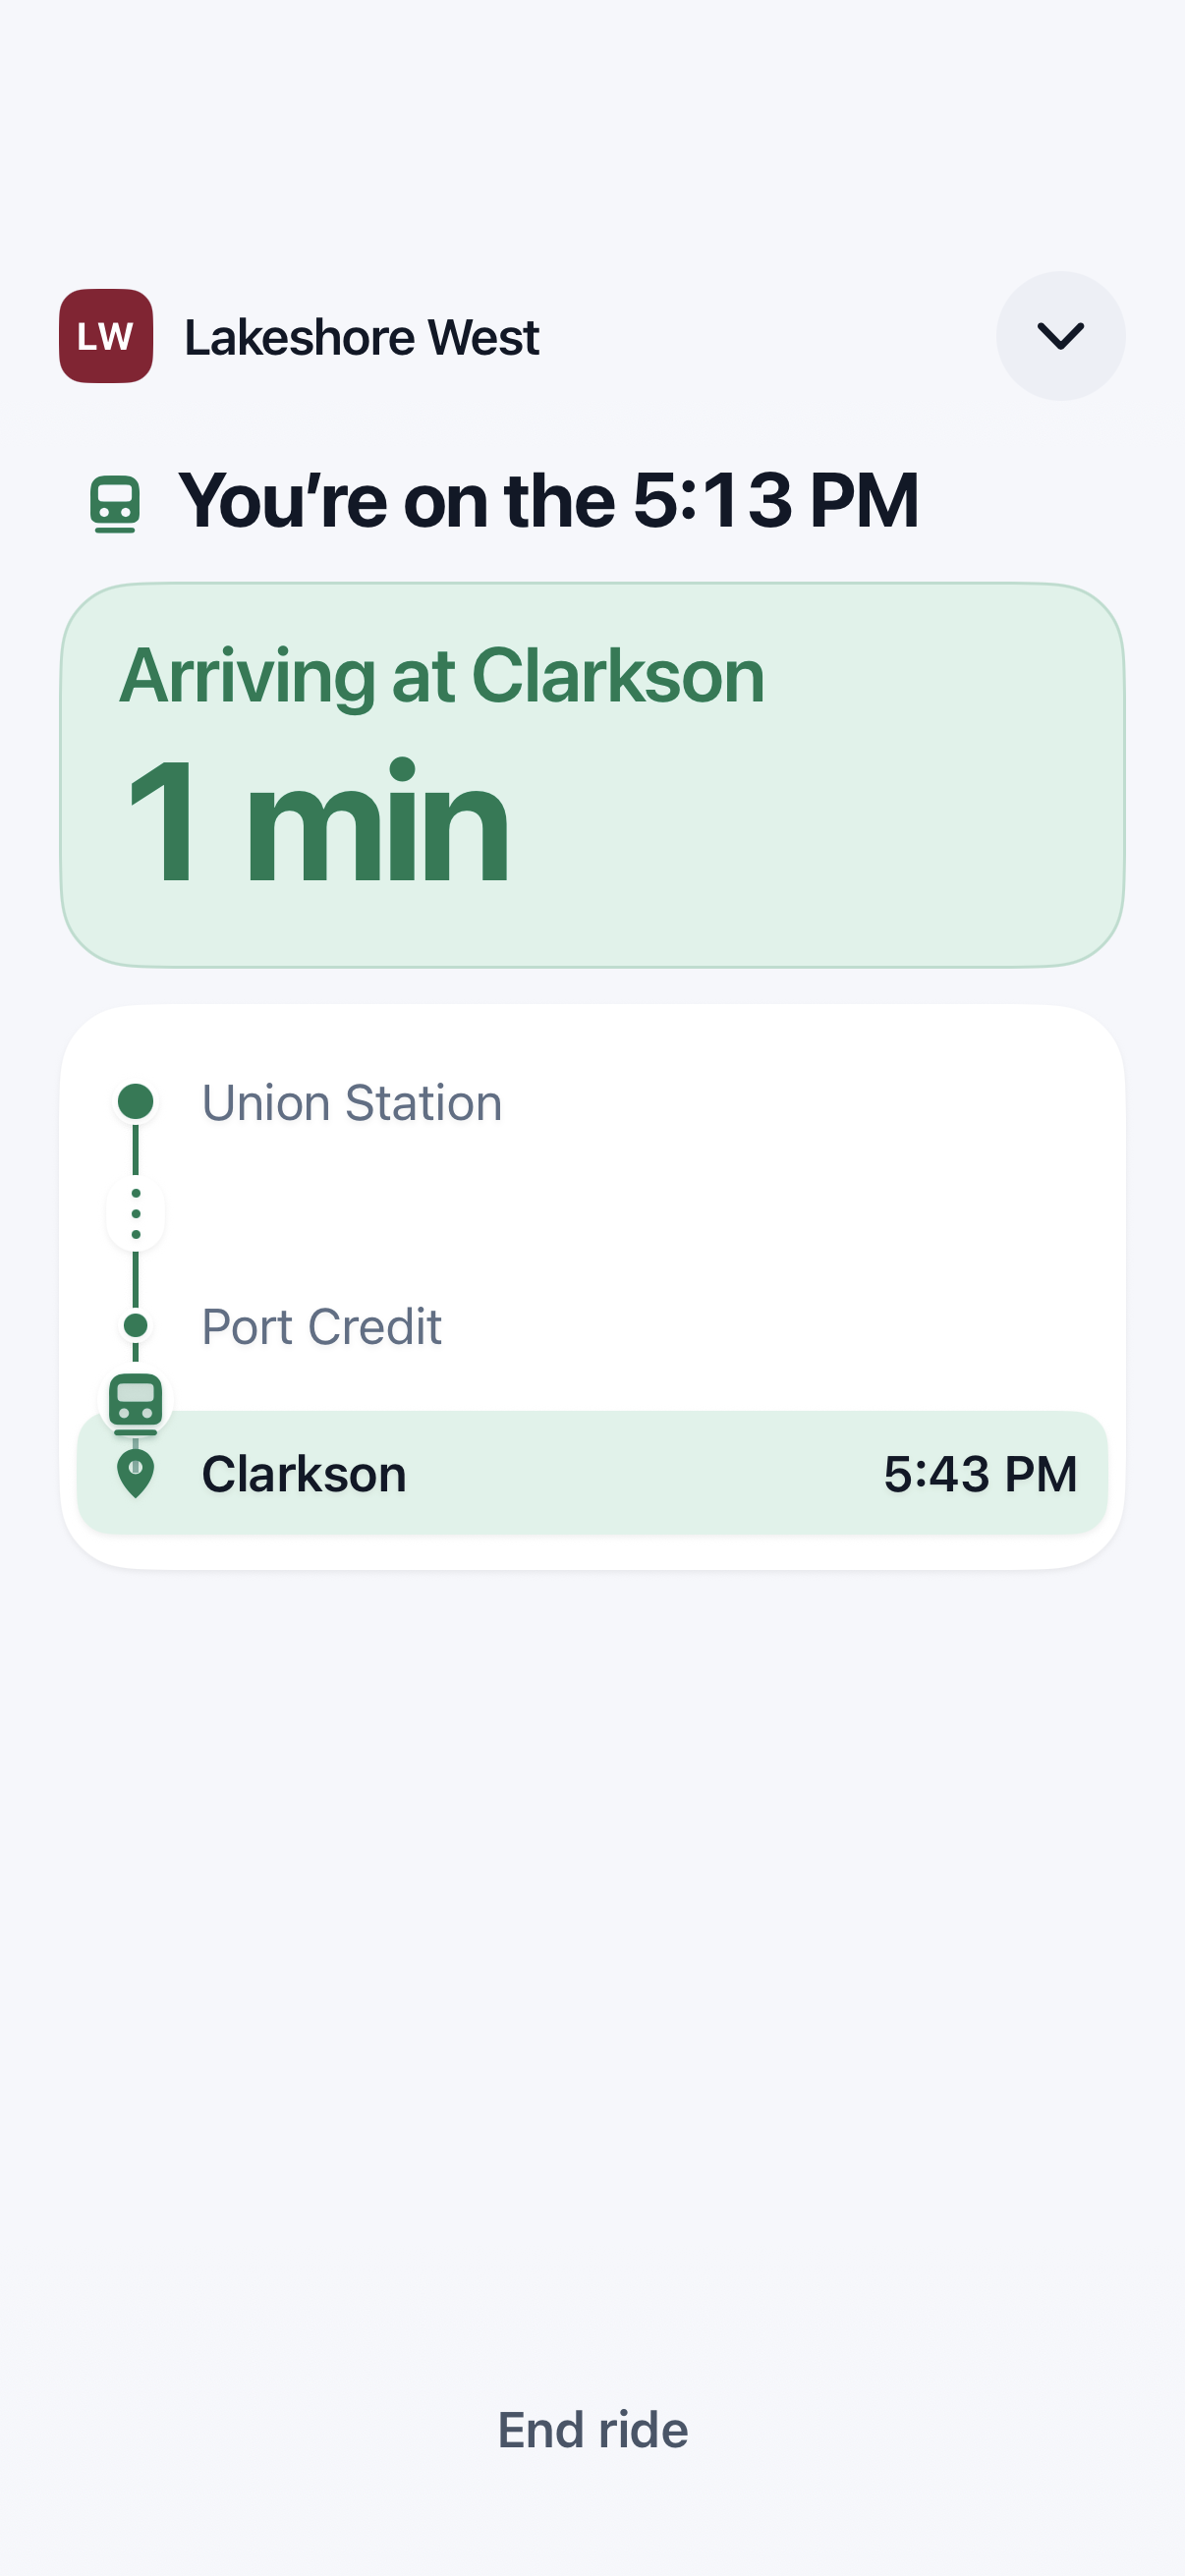 LW Lakeshore West
You’re on the 5:13 PM
Arriving at Clarkson
1 min
Union Station
Port Credit
Clarkson 5:43 PM
End ride